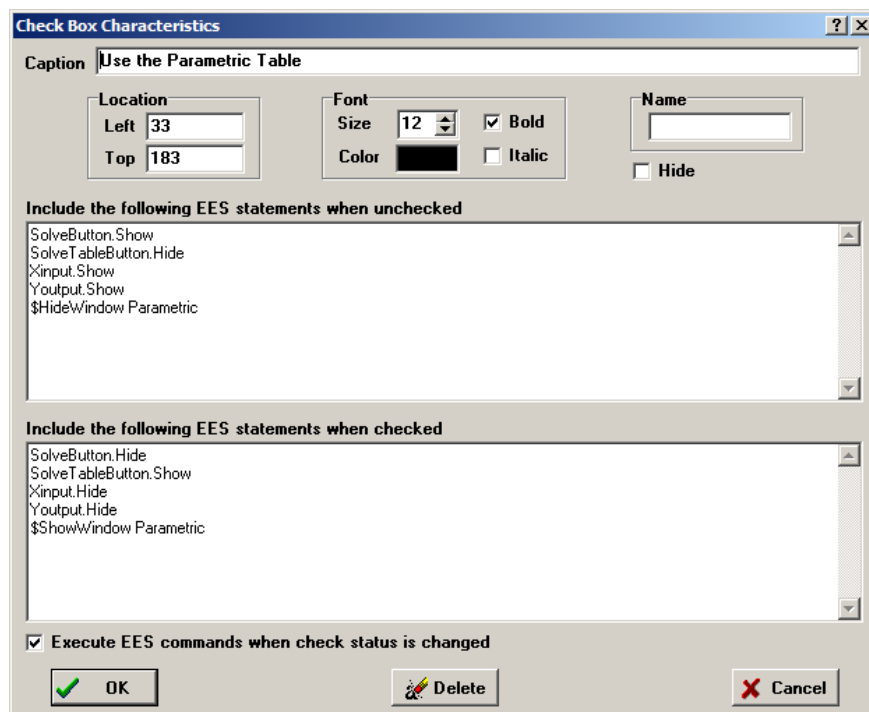 Check Box Characteristics
Caption Use the Parametric Table
Location Font Name
Left 33 Size 12 Bold
Top 183 Color Italic
Hide
Include the following EES statements when unchecked
SolveButton.Show
SolveTableButton.Hide
Xinput.Show
Youtput.Show
$HideWindow Parametric
Include the following EES statements when checked
SolveButton.Hide
SolveTableButton.Show
Xinput.Hide
Youtput.Hide
$ShowWindow Parametric
Execute EES commands when check status is changed
OK Delete Cancel